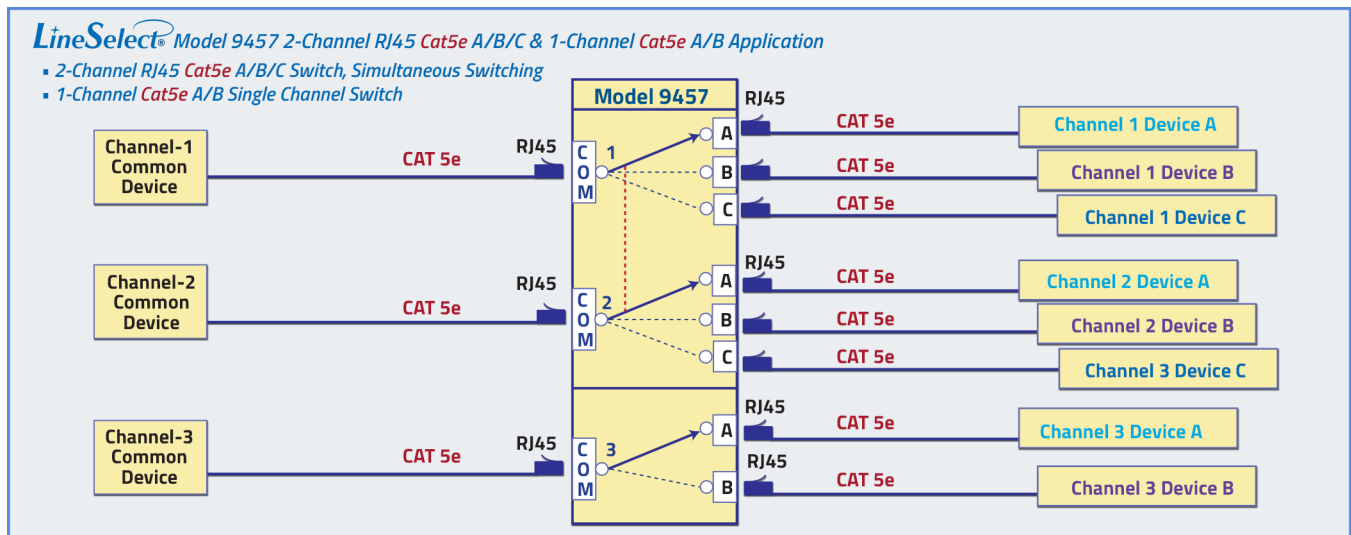 LineSelect® Model 9457 2-Channel RJ45 Cat5e A/B/C & 1-Channel Cat5e A/B Application
▪ 2-Channel RJ45 Cat5e A/B/C Switch, Simultaneous Switching
▪ 1-Channel Cat5e A/B Single Channel Switch
Model 9457
Channel-1
Common
Device
CAT 5e
RJ45
COM
1
A
B
C
RJ45
CAT 5e
Channel 1 Device A
CAT 5e
Channel 1 Device B
CAT 5e
Channel 1 Device C
Channel-2
Common
Device
CAT 5e
RJ45
COM
2
A
B
C
RJ45
CAT 5e
Channel 2 Device A
CAT 5e
Channel 2 Device B
CAT 5e
Channel 3 Device C
Channel-3
Common
Device
CAT 5e
RJ45
COM
3
A
B
RJ45
CAT 5e
Channel 3 Device A
RJ45
CAT 5e
Channel 3 Device B